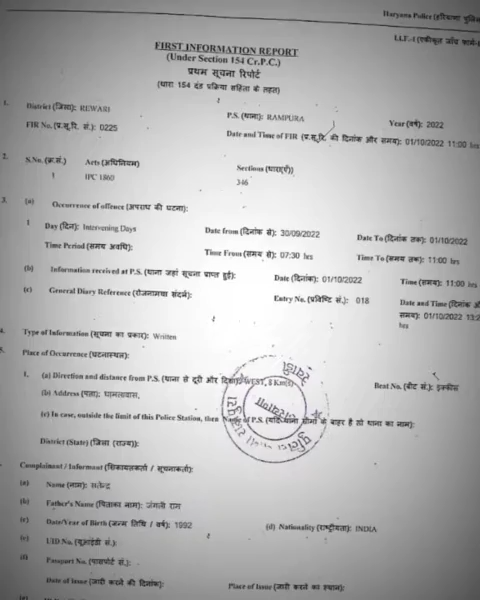 Haryana Police (हरियाणा पुलिस
I.I.F.-I (एकीकृत जाँच फार्म-I
FIRST INFORMATION REPORT
(Under Section 154 Cr.P.C.)
प्रथम सूचना रिपोर्ट
(धारा 154 दंड प्रक्रिया संहिता के तहत)
1. District (जिला): REWARI P.S. (थाना): RAMPURA Year (वर्ष): 2022
FIR No. (प्र.सू.रि. सं.): 0225 Date and Time of FIR (प्र.सू.रि. की दिनांक और समय): 01/10/2022 11:00 hrs
2. S.No. (क्र.सं.) Acts (अधिनियम) Sections (धाराएँ)
1 IPC 1860 346
3. (a) Occurrence of offence (अपराध की घटना):
1 Day (दिन): Intervening Days Date from (दिनांक से): 30/09/2022 Date To (दिनांक तक): 01/10/2022
Time Period (समय अवधि): Time From (समय से): 07:30 hrs Time To (समय तक): 11:00 hrs
(b) Information received at P.S. (थाना जहां सूचना प्राप्त हुई): Date (दिनांक): 01/10/2022 Time (समय): 11:00 hrs
(c) General Diary Reference (रोजनामचा संदर्भ): Entry No. (प्रविष्टि सं.): 018 Date and Time (दिनांक और
समय): 01/10/2022 13:2
hrs
4. Type of Information (सूचना का प्रकार): Written
5. Place of Occurrence (घटनास्थल):
1. (a) Direction and distance from P.S. (थाना से दूरी और दिशा): WEST, 8 Km(s) Beat No. (बीट सं.): इक्कीस
(b) Address (पता):
(c) In case, outside the limit of this Police Station, then Name of P.S. (यदि थाना सीमा के बाहर है तो थाना का नाम):
District (State) (जिला (राज्य)):
Complainant / Informant (शिकायतकर्ता / सूचनाकर्ता):
(a) Name (नाम): सतेन्द्र
(b) Father's Name (पिता का नाम): जंगली राम
(c) Date/Year of Birth (जन्म तिथि / वर्ष): 1992 (d) Nationality (राष्ट्रीयता): INDIA
(e) UID No. (यूआईडी सं.):
(f) Passport No. (पासपोर्ट सं.):
Date of Issue (जारी करने की दिनांक): Place of Issue (जारी करने का स्थान):